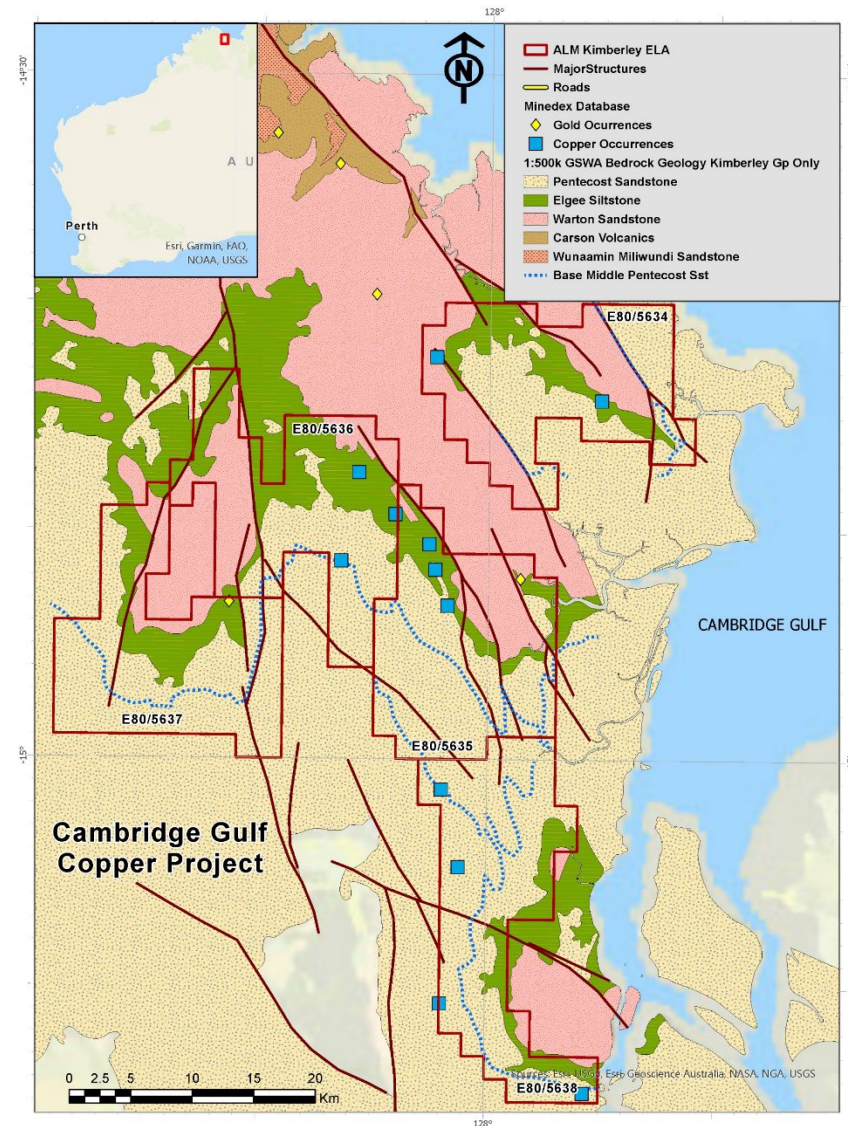 128°
-14°30'
A U
Perth
Esri, Garmin, FAO,
NOAA, USGS
N
ALM Kimberley ELA
MajorStructures
Roads
Minedex Database
Gold Ocurrences
Copper Occurrences
1:500k GSWA Bedrock Geology Kimberley Gp Only
Pentecost Sandstone
Elgee Siltstone
Warton Sandstone
Carson Volcanics
Wunaamin Miliwundi Sandstone
Base Middle Pentecost Sst
E80/5634
E80/5636
CAMBRIDGE GULF
E80/5637
E80/5635
-15°
Cambridge Gulf
Copper Project
Sources: Esri, USGS, Esri, Geoscience Australia, NASA, NGA, USGS
E80/5638
0 2.5 5 10 15 20
Km
128°